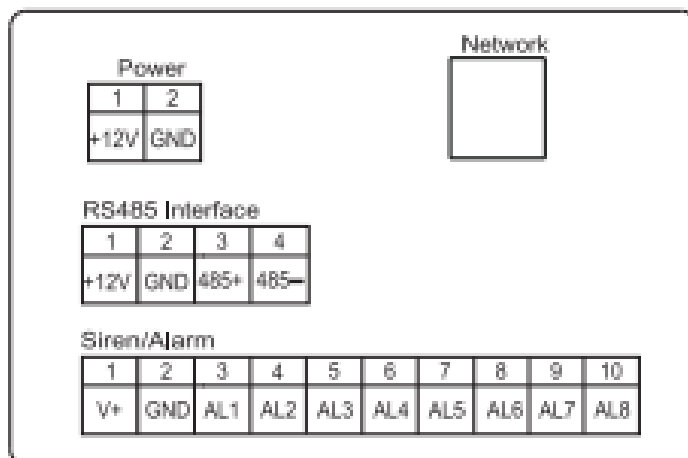 Network
Power
1 2
+12V GND
RS485 Interface
1 2 3 4
+12V GND 485+ 485−
Siren/Alarm
1 2 3 4 5 6 7 8 9 10
V+ GND AL1 AL2 AL3 AL4 AL5 AL6 AL7 AL8